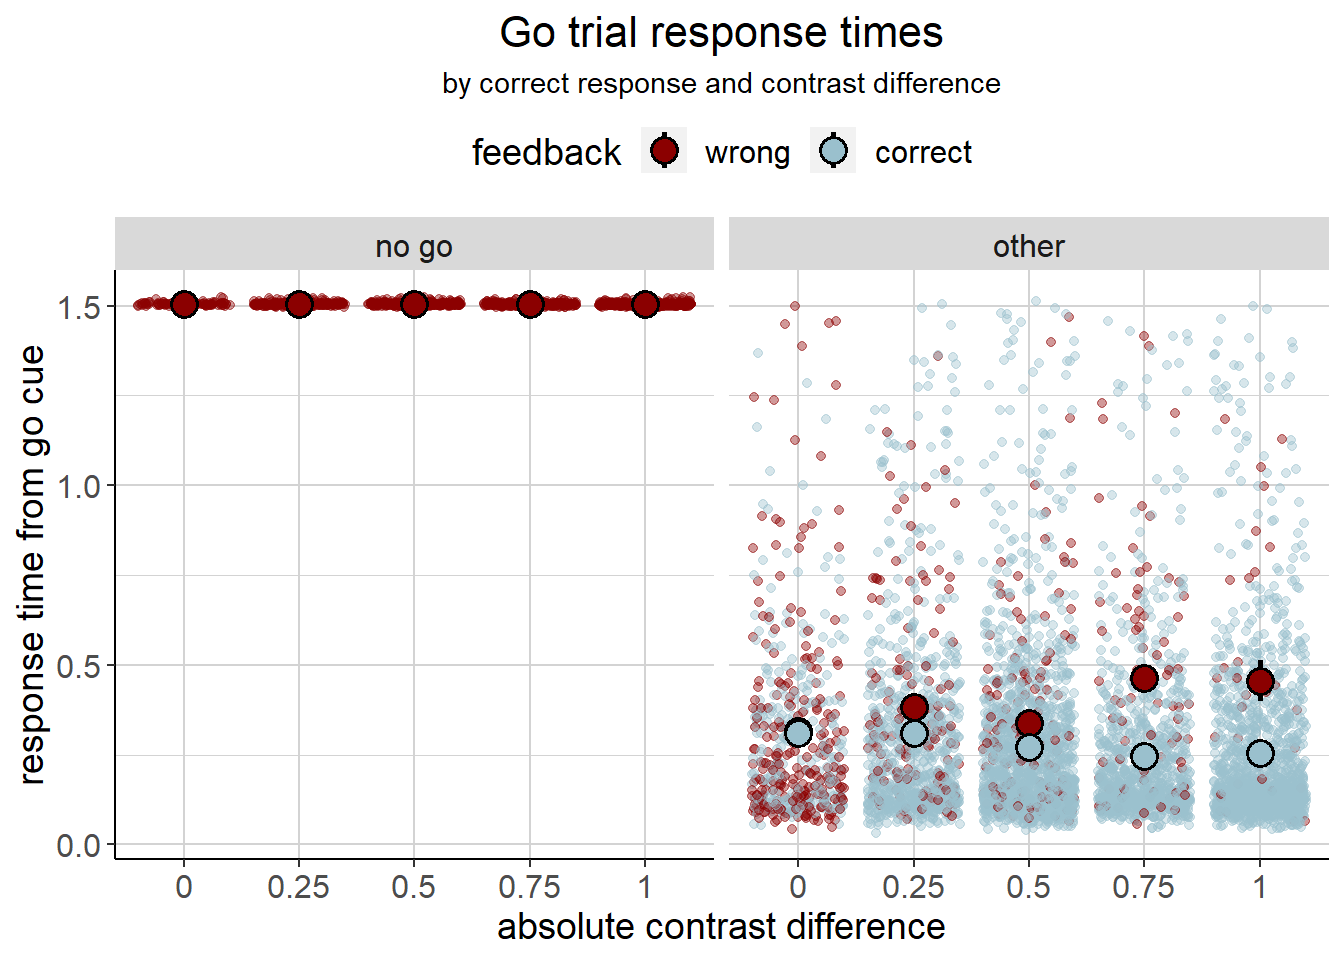 Go trial response times
by correct response and contrast difference
feedback wrong correct
no go other
response time from go cue
1.5
1.0
0.5
0.0
0 0.25 0.5 0.75 1 0 0.25 0.5 0.75 1
absolute contrast difference